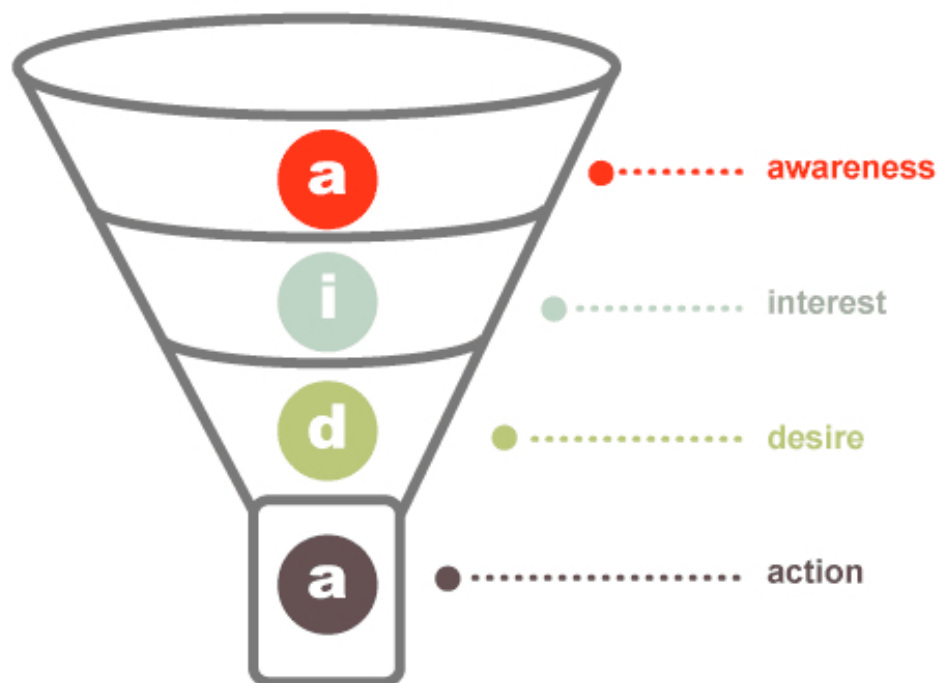 a
awareness
i
interest
d
desire
a
action